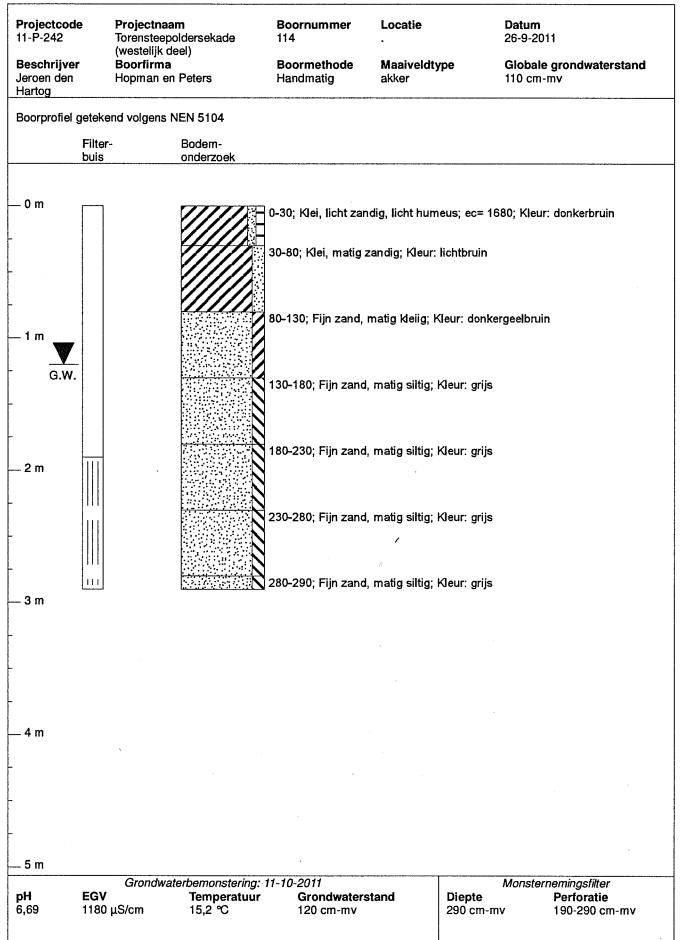 Projectcode Projectnaam Boornummer Locatie Datum
11-P-242 Torensteepoldersekade 114 . 26-9-2011
(westelijk deel)
Beschrijver Boorfirma Boormethode Maaiveldtype Globale grondwaterstand
Jeroen den Hopman en Peters Handmatig akker 110 cm-mv
Hartog
Boorprofiel getekend volgens NEN 5104
Filter- Bodem-
buis onderzoek
0 m
0-30; Klei, licht zandig, licht humeus; ec= 1680; Kleur: donkerbruin
30-80; Klei, matig zandig; Kleur: lichtbruin
80-130; Fijn zand, matig kleiig; Kleur: donkergeelbruin
1 m
G.W.
130-180; Fijn zand, matig siltig; Kleur: grijs
180-230; Fijn zand, matig siltig; Kleur: grijs
2 m
230-280; Fijn zand, matig siltig; Kleur: grijs
280-290; Fijn zand, matig siltig; Kleur: grijs
3 m
4 m
5 m
Grondwaterbemonstering: 11-10-2011 Monsternemingsfilter
pH EGV Temperatuur Grondwaterstand Diepte Perforatie
6,69 1180 µS/cm 15,2 °C 120 cm-mv 290 cm-mv 190-290 cm-mv